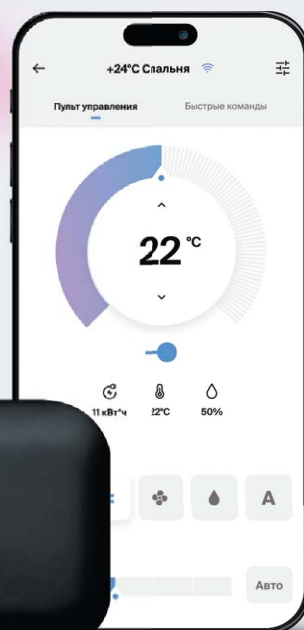 +24°C Спальня
Пульт управления Быстрые команды
22 °C
11 кВт*ч 22°C 50%
A
Авто